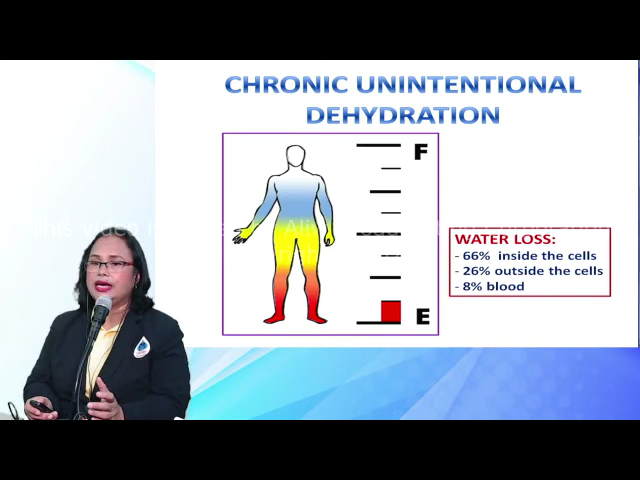 CHRONIC UNINTENTIONAL
DEHYDRATION
F
E
WATER LOSS:
- 66% inside the cells
- 26% outside the cells
- 8% blood